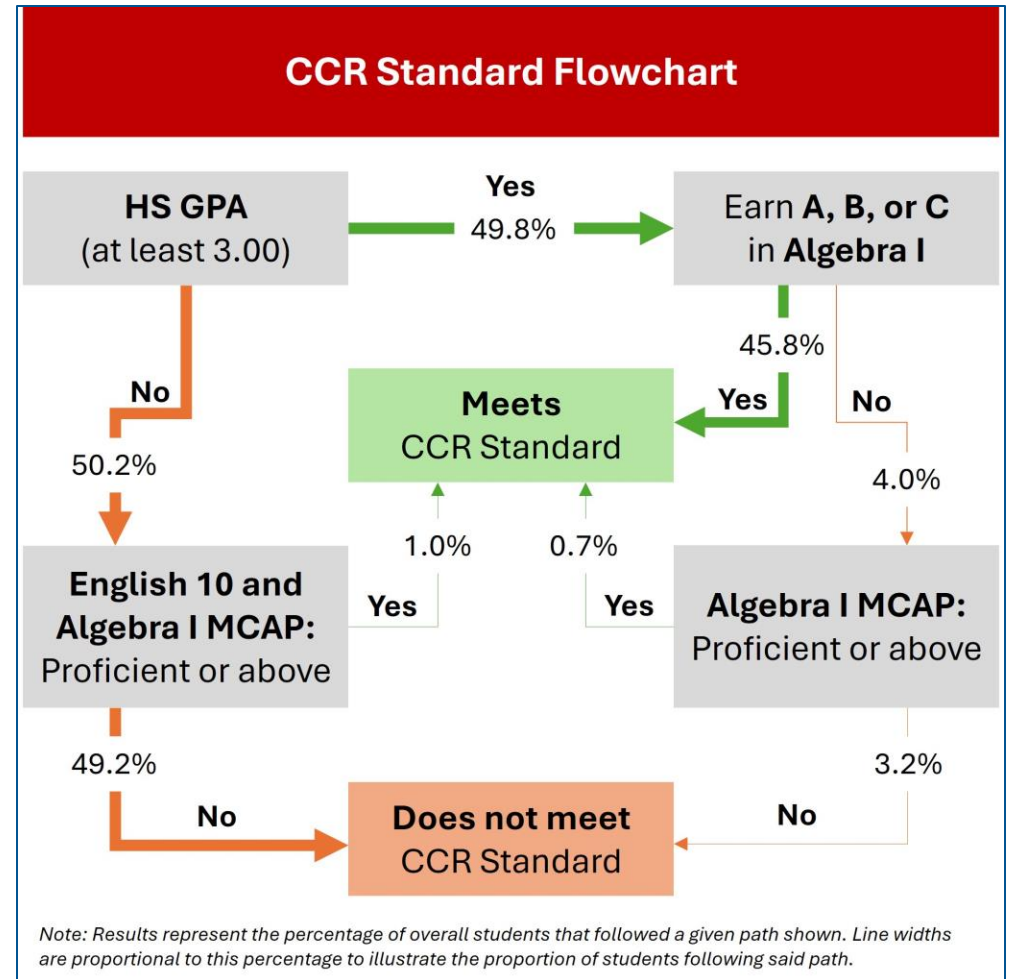 CCR Standard Flowchart
HS GPA
(at least 3.00)
Yes
49.8%
Earn A, B, or C
in Algebra I
45.8%
No
Meets
CCR Standard
Yes
No
50.2%
4.0%
1.0%
0.7%
English 10 and
Algebra I MCAP:
Proficient or above
Yes
Yes
Algebra I MCAP:
Proficient or above
49.2%
3.2%
No
Does not meet
CCR Standard
No
Note: Results represent the percentage of overall students that followed a given path shown. Line widths
are proportional to this percentage to illustrate the proportion of students following said path.